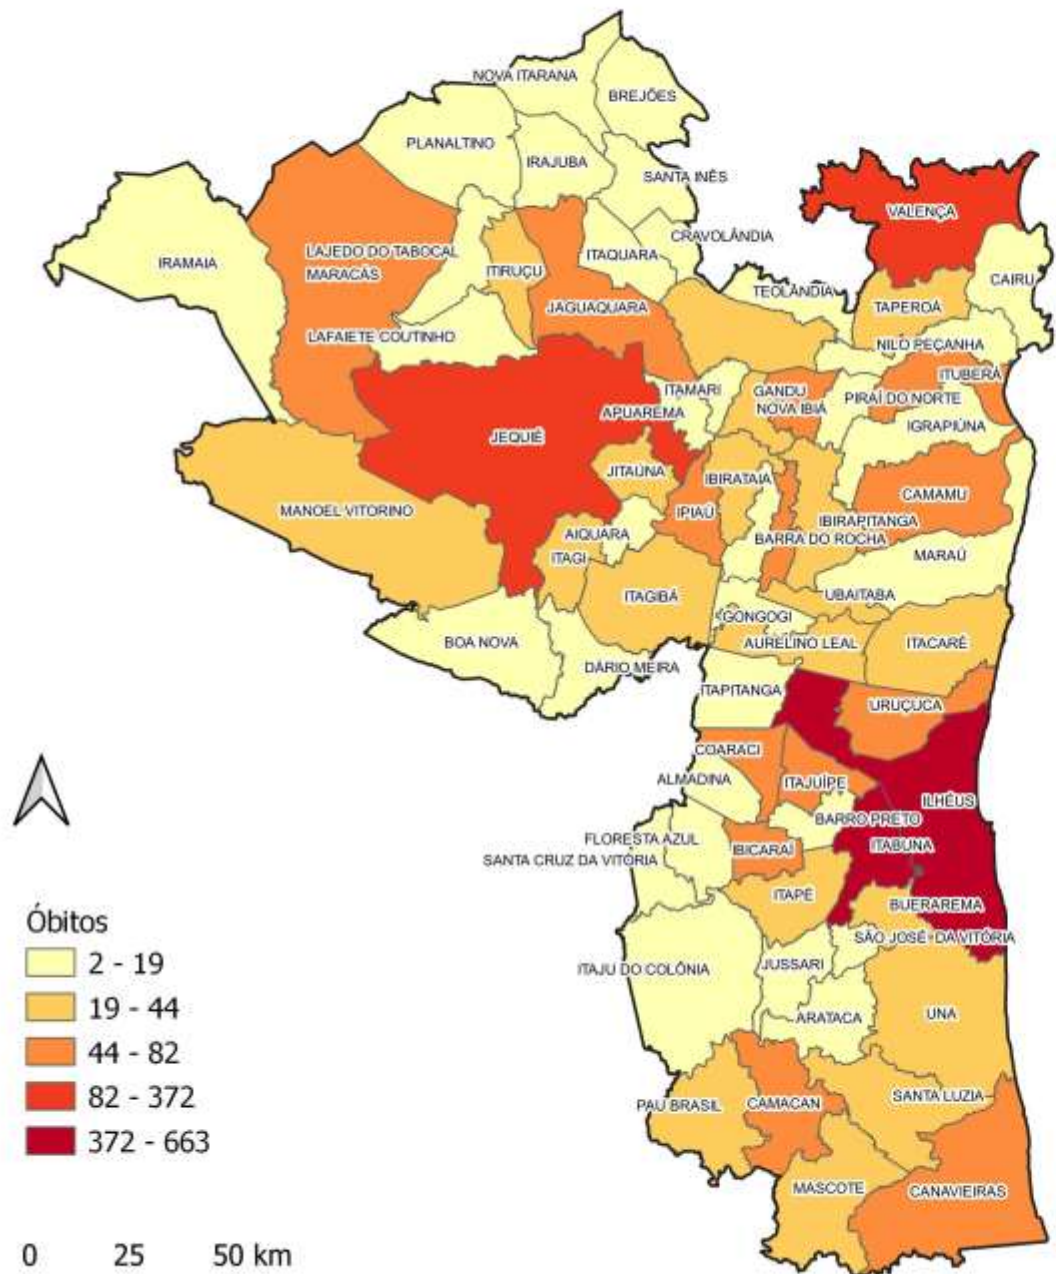 NOVA ITARANA
BREJÕES
PLANALTINO
IRAJUBA
SANTA INÊS
VALENÇA
CRAVOLÂNDIA
LAJEDO DO TABOCAL
ITAQUARA
IRAMAIA
MARACÁS
ITIRUÇU
CAIRU
TEOLÂNDIA
JAGUAQUARA
TAPEROÁ
LAFAIETE COUTINHO
NILO PEÇANHA
ITUBERÁ
ITAMARI
GANDU
PIRAÍ DO NORTE
APUAREMA
NOVA IBIÁ
IGRAPIÚNA
JEQUIÉ
JITAÚNA
IBIRATAIA
CAMAMU
MANOEL VITORINO
IPIAÚ
IBIRAPITANGA
AIQUARA
BARRA DO ROCHA
MARAÚ
ITAGI
ITAGIBÁ
UBAITABA
GONGOGI
BOA NOVA
AURELINO LEAL
ITACARÉ
DÁRIO MEIRA
ITAPITANGA
URUÇUCA
COARACI
ALMADINA
ITAJUÍPE
ILHÉUS
BARRO PRETO
FLORESTA AZUL
IBICARAÍ
ITABUNA
SANTA CRUZ DA VITÓRIA
ITAPÉ
BUERAREMA
SÃO JOSÉ DA VITÓRIA
ITAJU DO COLÔNIA
JUSSARI
ARATACA
UNA
SANTA LUZIA
PAU BRASIL
CAMACAN
MASCOTE
CANAVIEIRAS
Óbitos
2 - 19
19 - 44
44 - 82
82 - 372
372 - 663
0 25 50 km